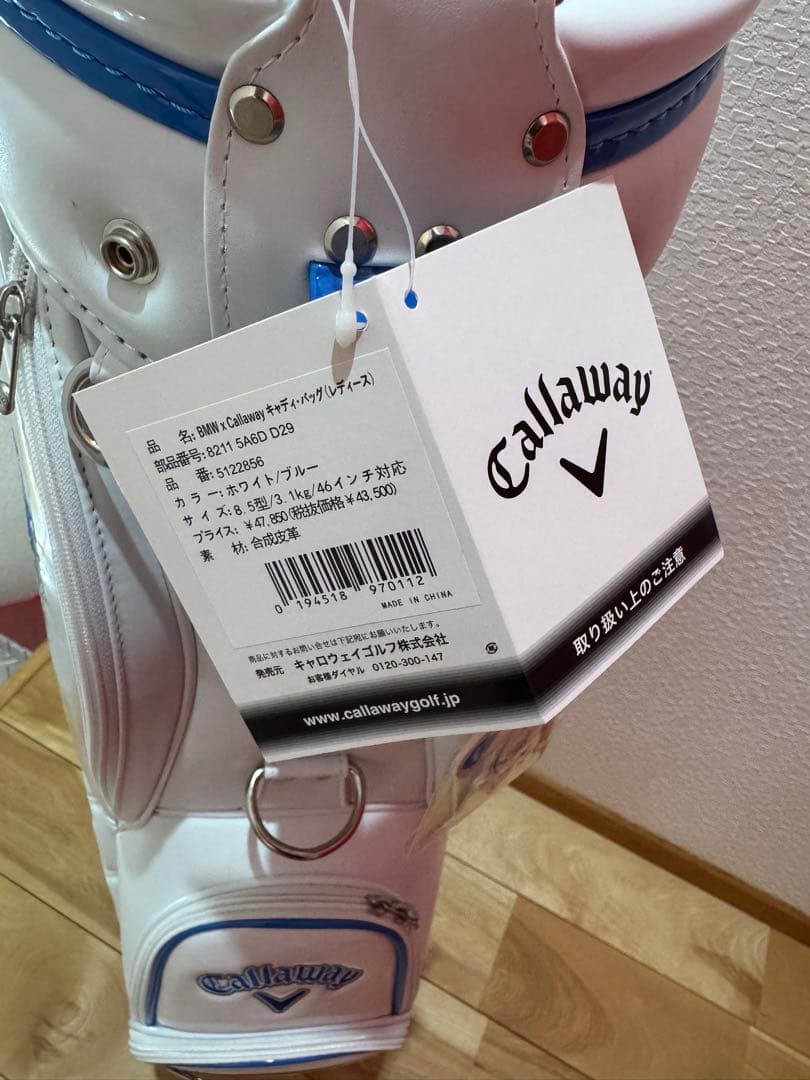 品　名: BMW x Callaway キャディ・バッグ(レディース)
部品番号: 8211 5A6D D29
品　番: 5122856
カラー: ホワイト/ブルー
サイズ: 8.5型/3.1kg/46インチ対応
プライス: ￥47,850(税抜価格￥43,500)
素　材: 合成皮革
0 194518 970112
MADE IN CHINA
商品に対するお問い合せは下記宛にお願いいたします。
発売元 キャロウェイゴルフ株式会社
お客様ダイヤル 0120-300-147
www.callawaygolf.jp
Callaway
取り扱い上のご注意
Callaway